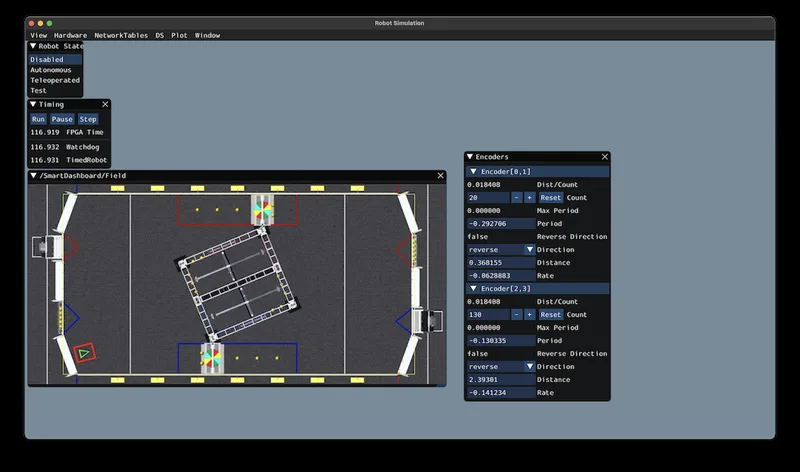 Robot Simulation
View Hardware NetworkTables DS Plot Window
Robot State
Disabled
Autonomous
Teleoperated
Test
Timing
Run Pause Step
116.919 FPGA Time
116.932 Watchdog
116.931 TimedRobot
/SmartDashboard/Field
Encoders
Encoder[0,1]
0.018408 Dist/Count
20 - + Reset Count
0.000000 Max Period
-0.292706 Period
false Reverse Direction
reverse Direction
0.368155 Distance
-0.0628883 Rate
Encoder[2,3]
0.018408 Dist/Count
130 - + Reset Count
0.000000 Max Period
-0.130335 Period
false Reverse Direction
reverse Direction
2.39301 Distance
-0.141234 Rate